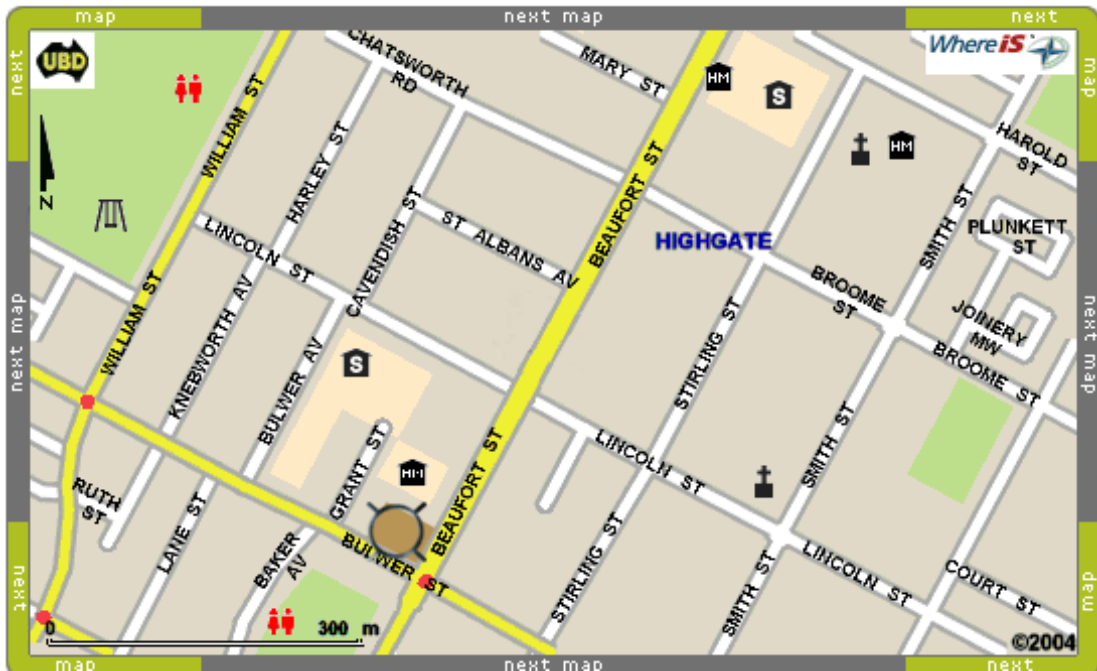 map
next map
next
next
map
UBD
WhereiS
CHATSWORTH
RD
MARY ST
HM
S
WILLIAM ST
HAROLD
ST
HM
HARLEY ST
BEAUFORT ST
SMITH ST
N
LINCOLN ST
CAVENDISH ST
ST ALBANS AV
HIGHGATE
PLUNKETT
ST
WILLIAM ST
KNEBWORTH AV
BULWER AV
BROOME
ST
JOINERY
MW
next map
next map
S
STIRLING ST
BROOME ST
GRANT ST
HM
BEAUFORT ST
LINCOLN ST
SMITH ST
RUTH
ST
LANE ST
BAKER
AV
BULWER ST
STIRLING ST
SMITH ST
LINCOLN ST
COURT ST
next
map
0
300 m
©2004
map
next map
next